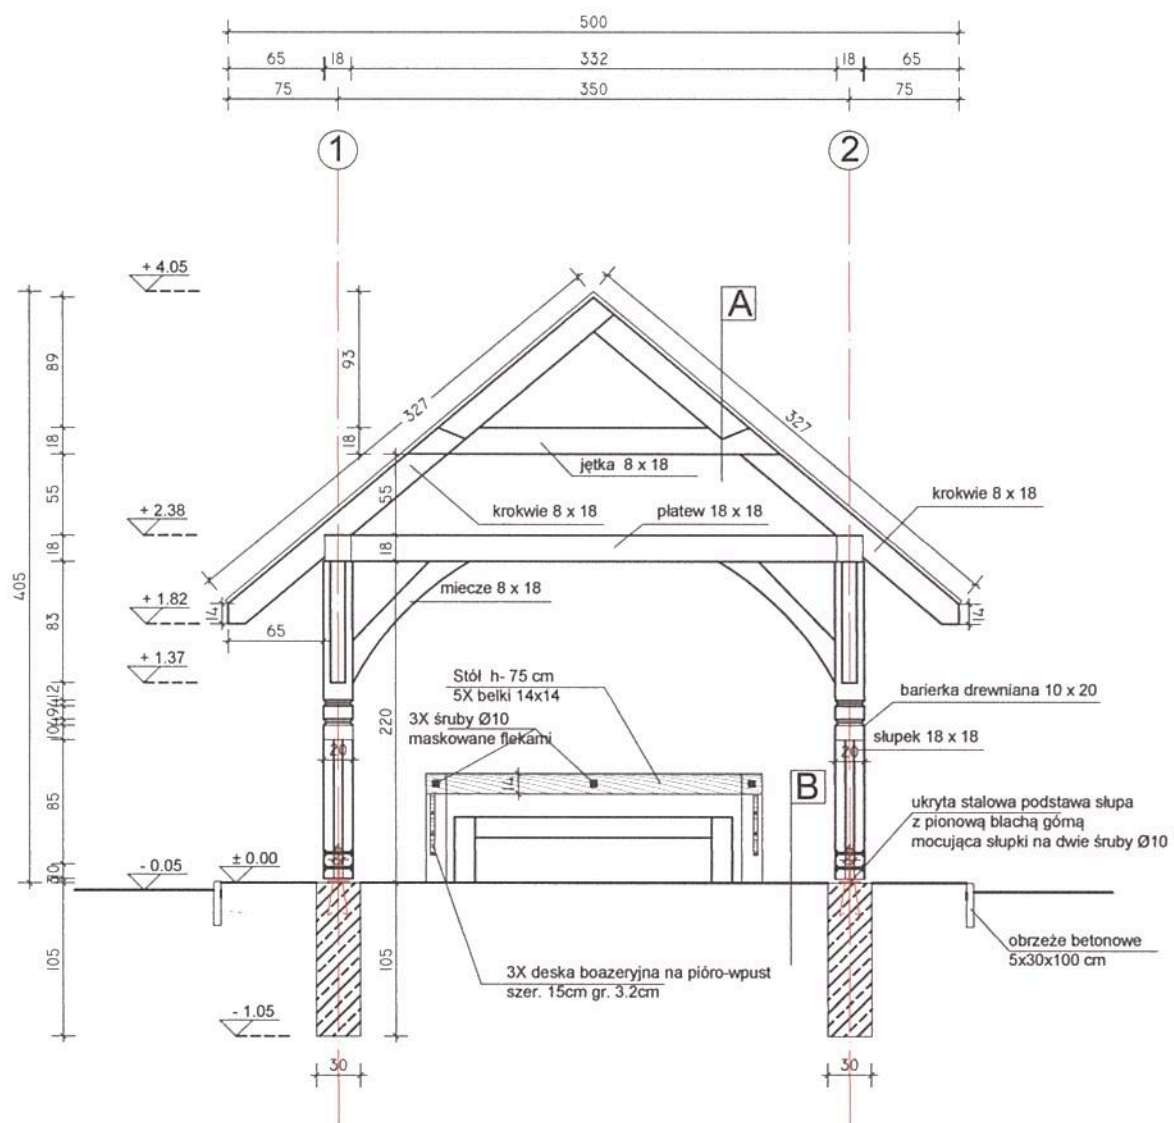 500
65
18
332
18
65
75
350
75
1
2
+ 4.05
A
89
93
327
327
18
18
jętka 8 x 18
krokwie 8 x 18
55
55
+ 2.38
krokwie 8 x 18
płatew 18 x 18
18
18
405
miecze 8 x 18
+ 1.82
14
14
83
65
+ 1.37
Stół h- 75 cm
5X belki 14x14
barierka drewniana 10 x 20
12
220
3X śruby Ø10
maskowane flekami
słupek 18 x 18
20
20
14
B
85
ukryta stalowa podstawa słupa
z pionową blachą górną
mocująca słupki na dwie śruby Ø10
- 0.05
± 0.00
105
105
obrzeże betonowe
5x30x100 cm
3X deska boazeryjna na pióro-wpust
szer. 15cm gr. 3.2cm
- 1.05
30
30